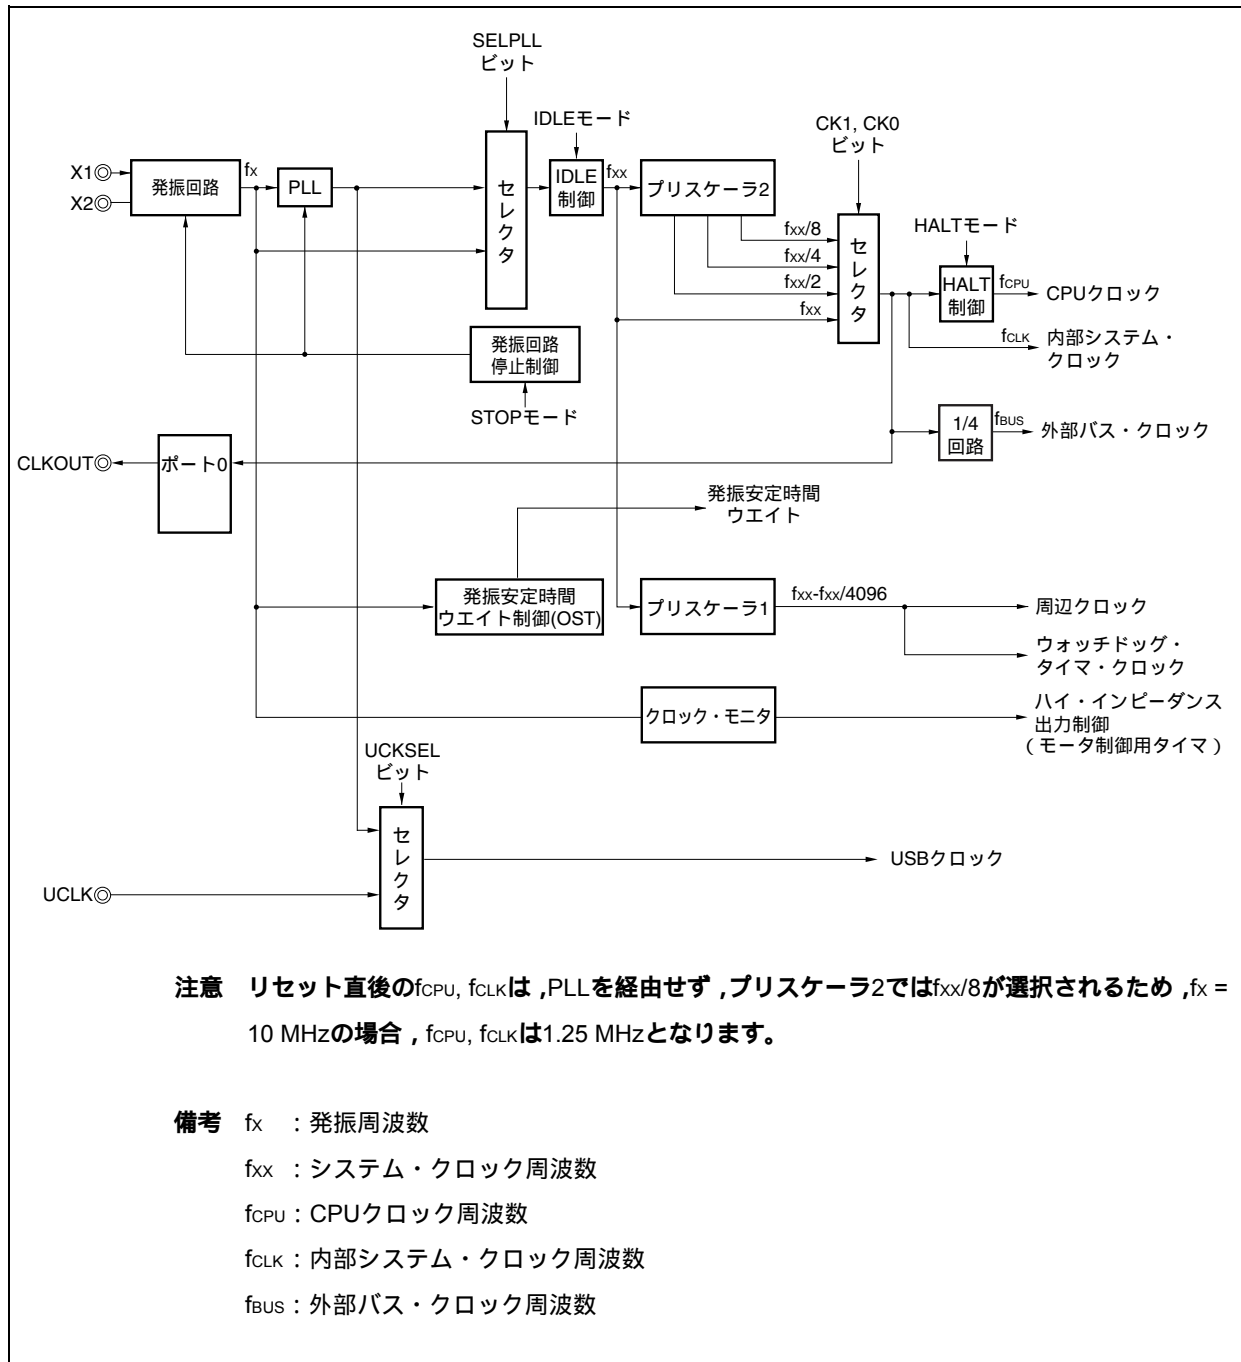 SELPLL
ビット
IDLEモード
CK1, CK0
ビット
X1
X2
発振回路
fX
PLL
セレクタ
IDLE
制御
fXX
プリスケーラ2
fXX/8
fXX/4
fXX/2
fXX
セレクタ
HALTモード
HALT
制御
fCPU
CPUクロック
fCLK
内部システム・
クロック
発振回路
停止制御
STOPモード
1/4
回路
fBUS
外部バス・クロック
CLKOUT
ポート0
発振安定時間
ウエイト
発振安定時間
ウエイト制御(OST)
プリスケーラ1
fXX-fXX/4096
周辺クロック
ウォッチドッグ・
タイマ・クロック
クロック・モニタ
ハイ・インピーダンス
出力制御
（モータ制御用タイマ）
UCKSEL
ビット
セレクタ
USBクロック
UCLK
注意 リセット直後のfCPU, fCLKは，PLLを経由せず，プリスケーラ2ではfXX/8が選択されるため，fX =
10 MHzの場合，fCPU, fCLKは1.25 MHzとなります。
備考 fX ：発振周波数
fXX ：システム・クロック周波数
fCPU：CPUクロック周波数
fCLK：内部システム・クロック周波数
fBUS：外部バス・クロック周波数